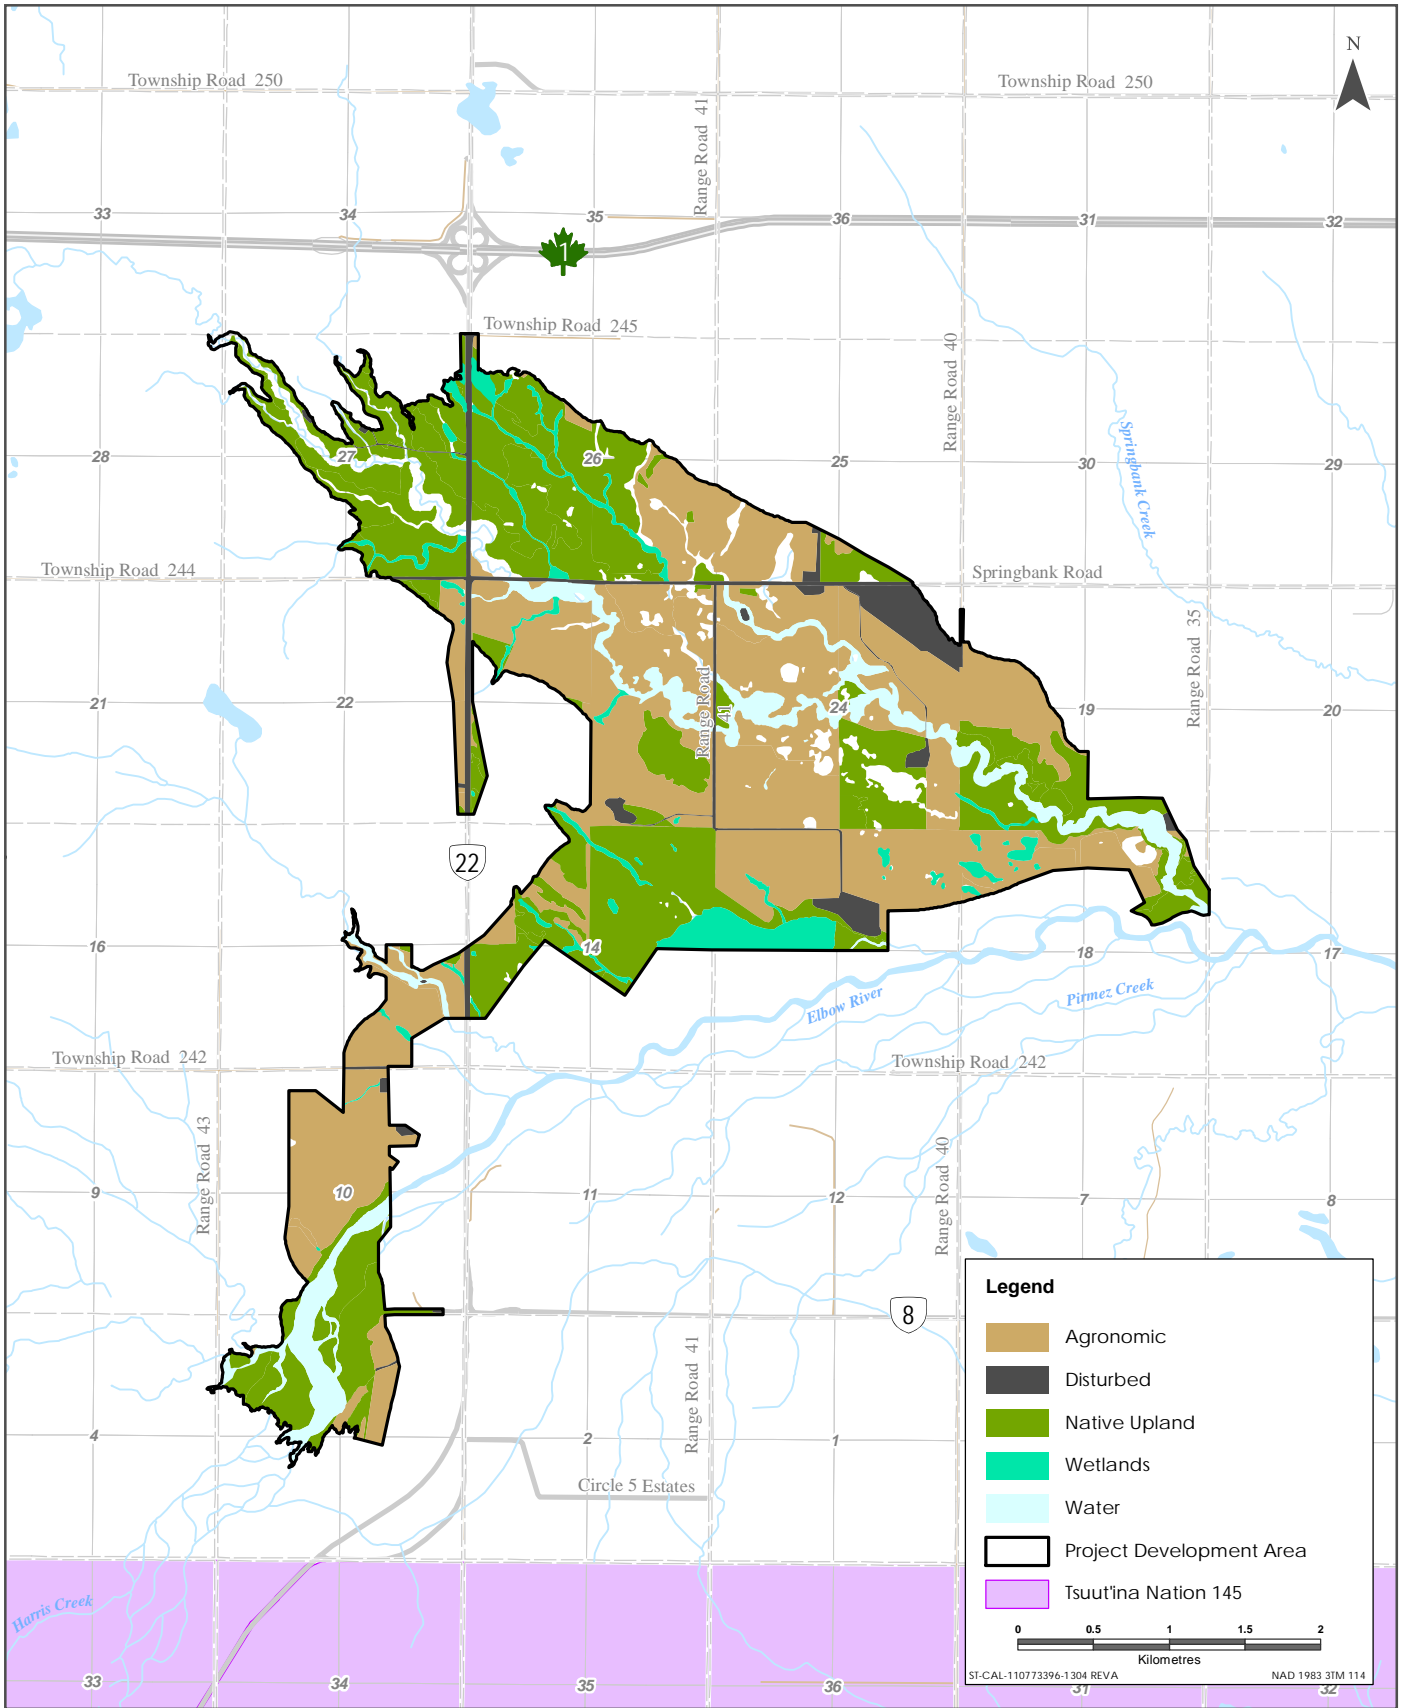 N
Township Road 250
Township Road 250
Range Road 41
33
34
35
36
31
32
1
Township Road 245
Range Road 40
Springbank Creek
28
27
26
25
30
29
Township Road 244
Springbank Road
Range Road 35
21
22
Range Road 41
24
19
20
22
16
14
18
17
Elbow River
Pirmez Creek
Township Road 242
Township Road 242
Range Road 43
Range Road 40
9
10
11
12
7
8
8
Range Road 41
4
2
1
Circle 5 Estates
Harris Creek
33
34
35
36
31
32
Legend
Agronomic
Disturbed
Native Upland
Wetlands
Water
Project Development Area
Tsuut'ina Nation 145
0 0.5 1 1.5 2
Kilometres
ST-CAL-110773396-1304 REVA NAD 1983 3TM 114